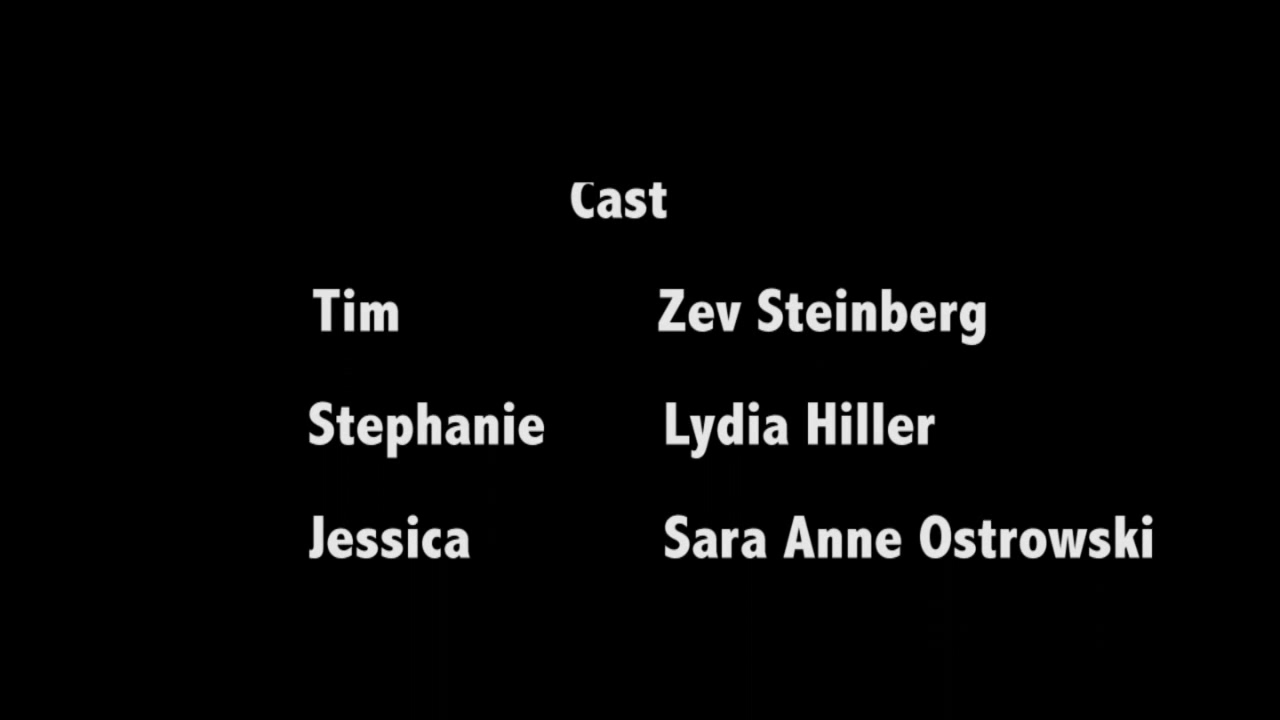 Cast
Tim Zev Steinberg
Stephanie Lydia Hiller
Jessica Sara Anne Ostrowski